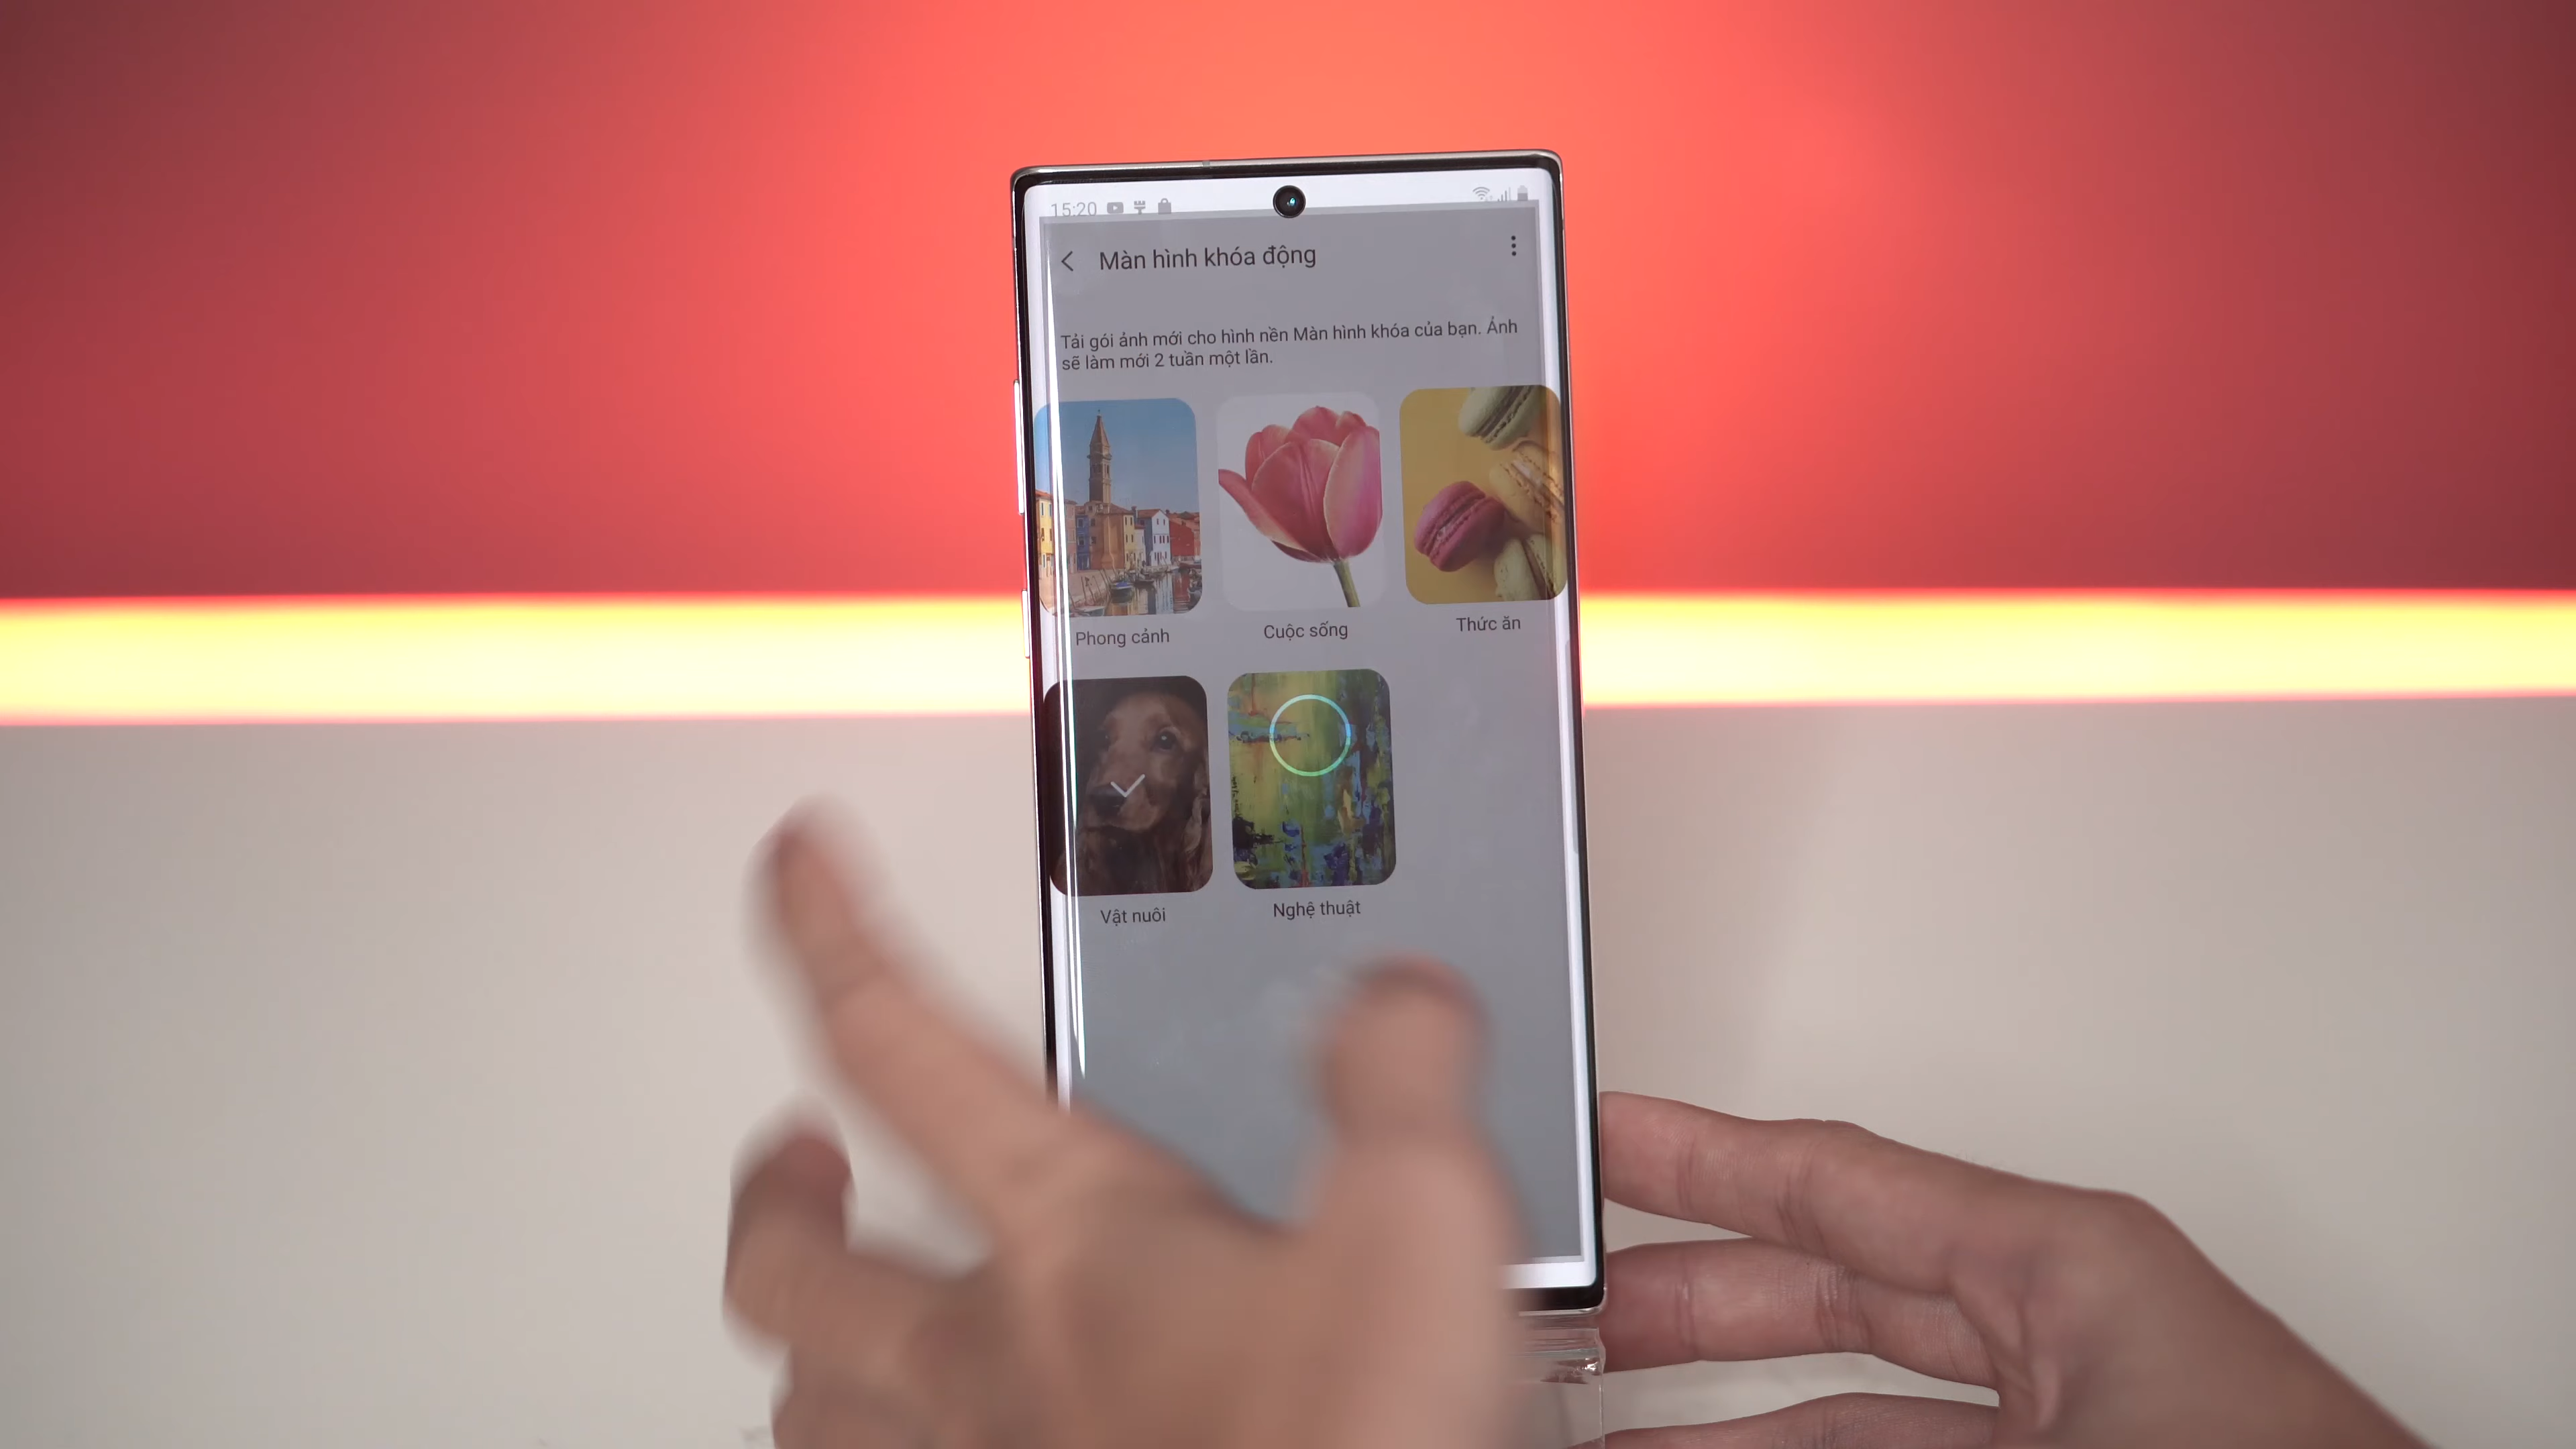 15:20
Màn hình khóa động
Tải gói ảnh mới cho hình nền Màn hình khóa của bạn. Ảnh
sẽ làm mới 2 tuần một lần.
Phong cảnh
Cuộc sống
Thức ăn
Vật nuôi
Nghệ thuật